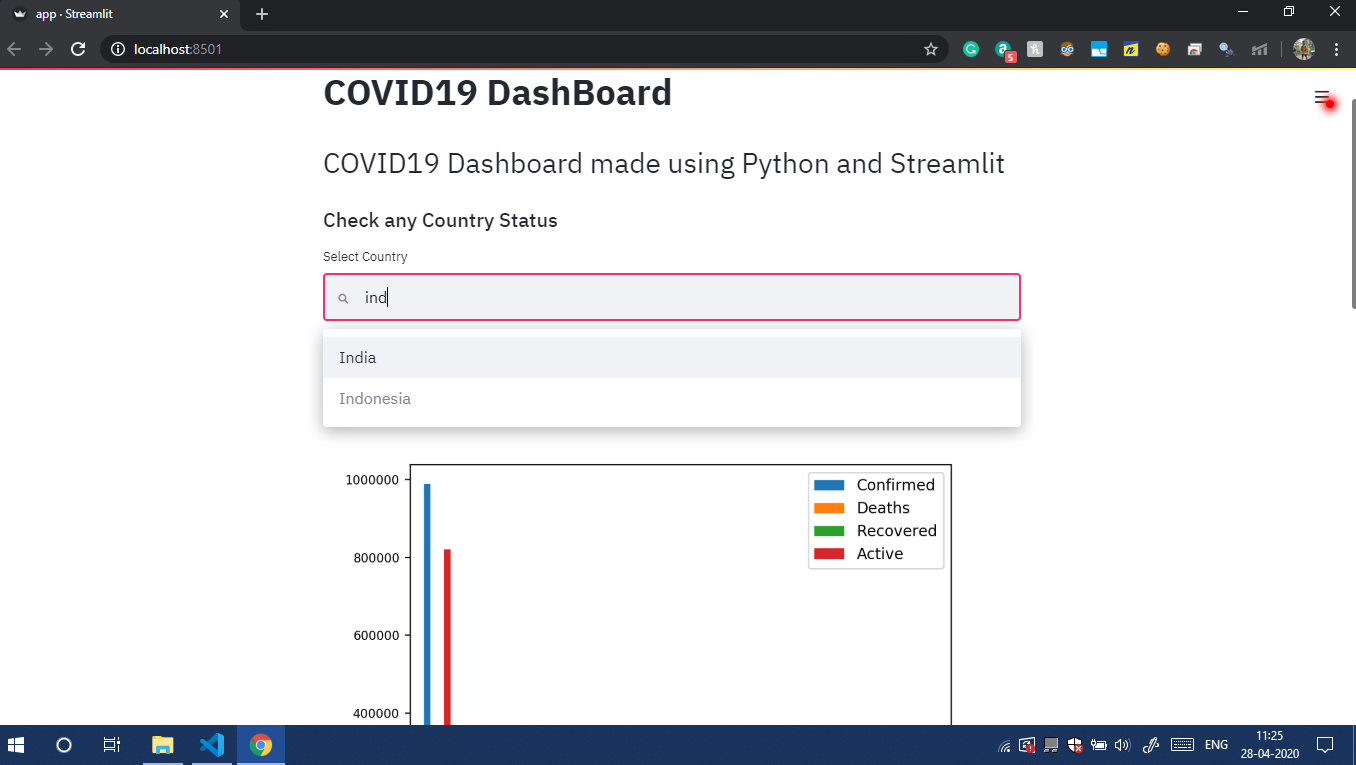 app · Streamlit
localhost:8501
5
COVID19 DashBoard
COVID19 Dashboard made using Python and Streamlit
Check any Country Status
Select Country
ind
India
Indonesia
1000000
800000
600000
400000
Confirmed
Deaths
Recovered
Active
ENG
11:25
28-04-2020